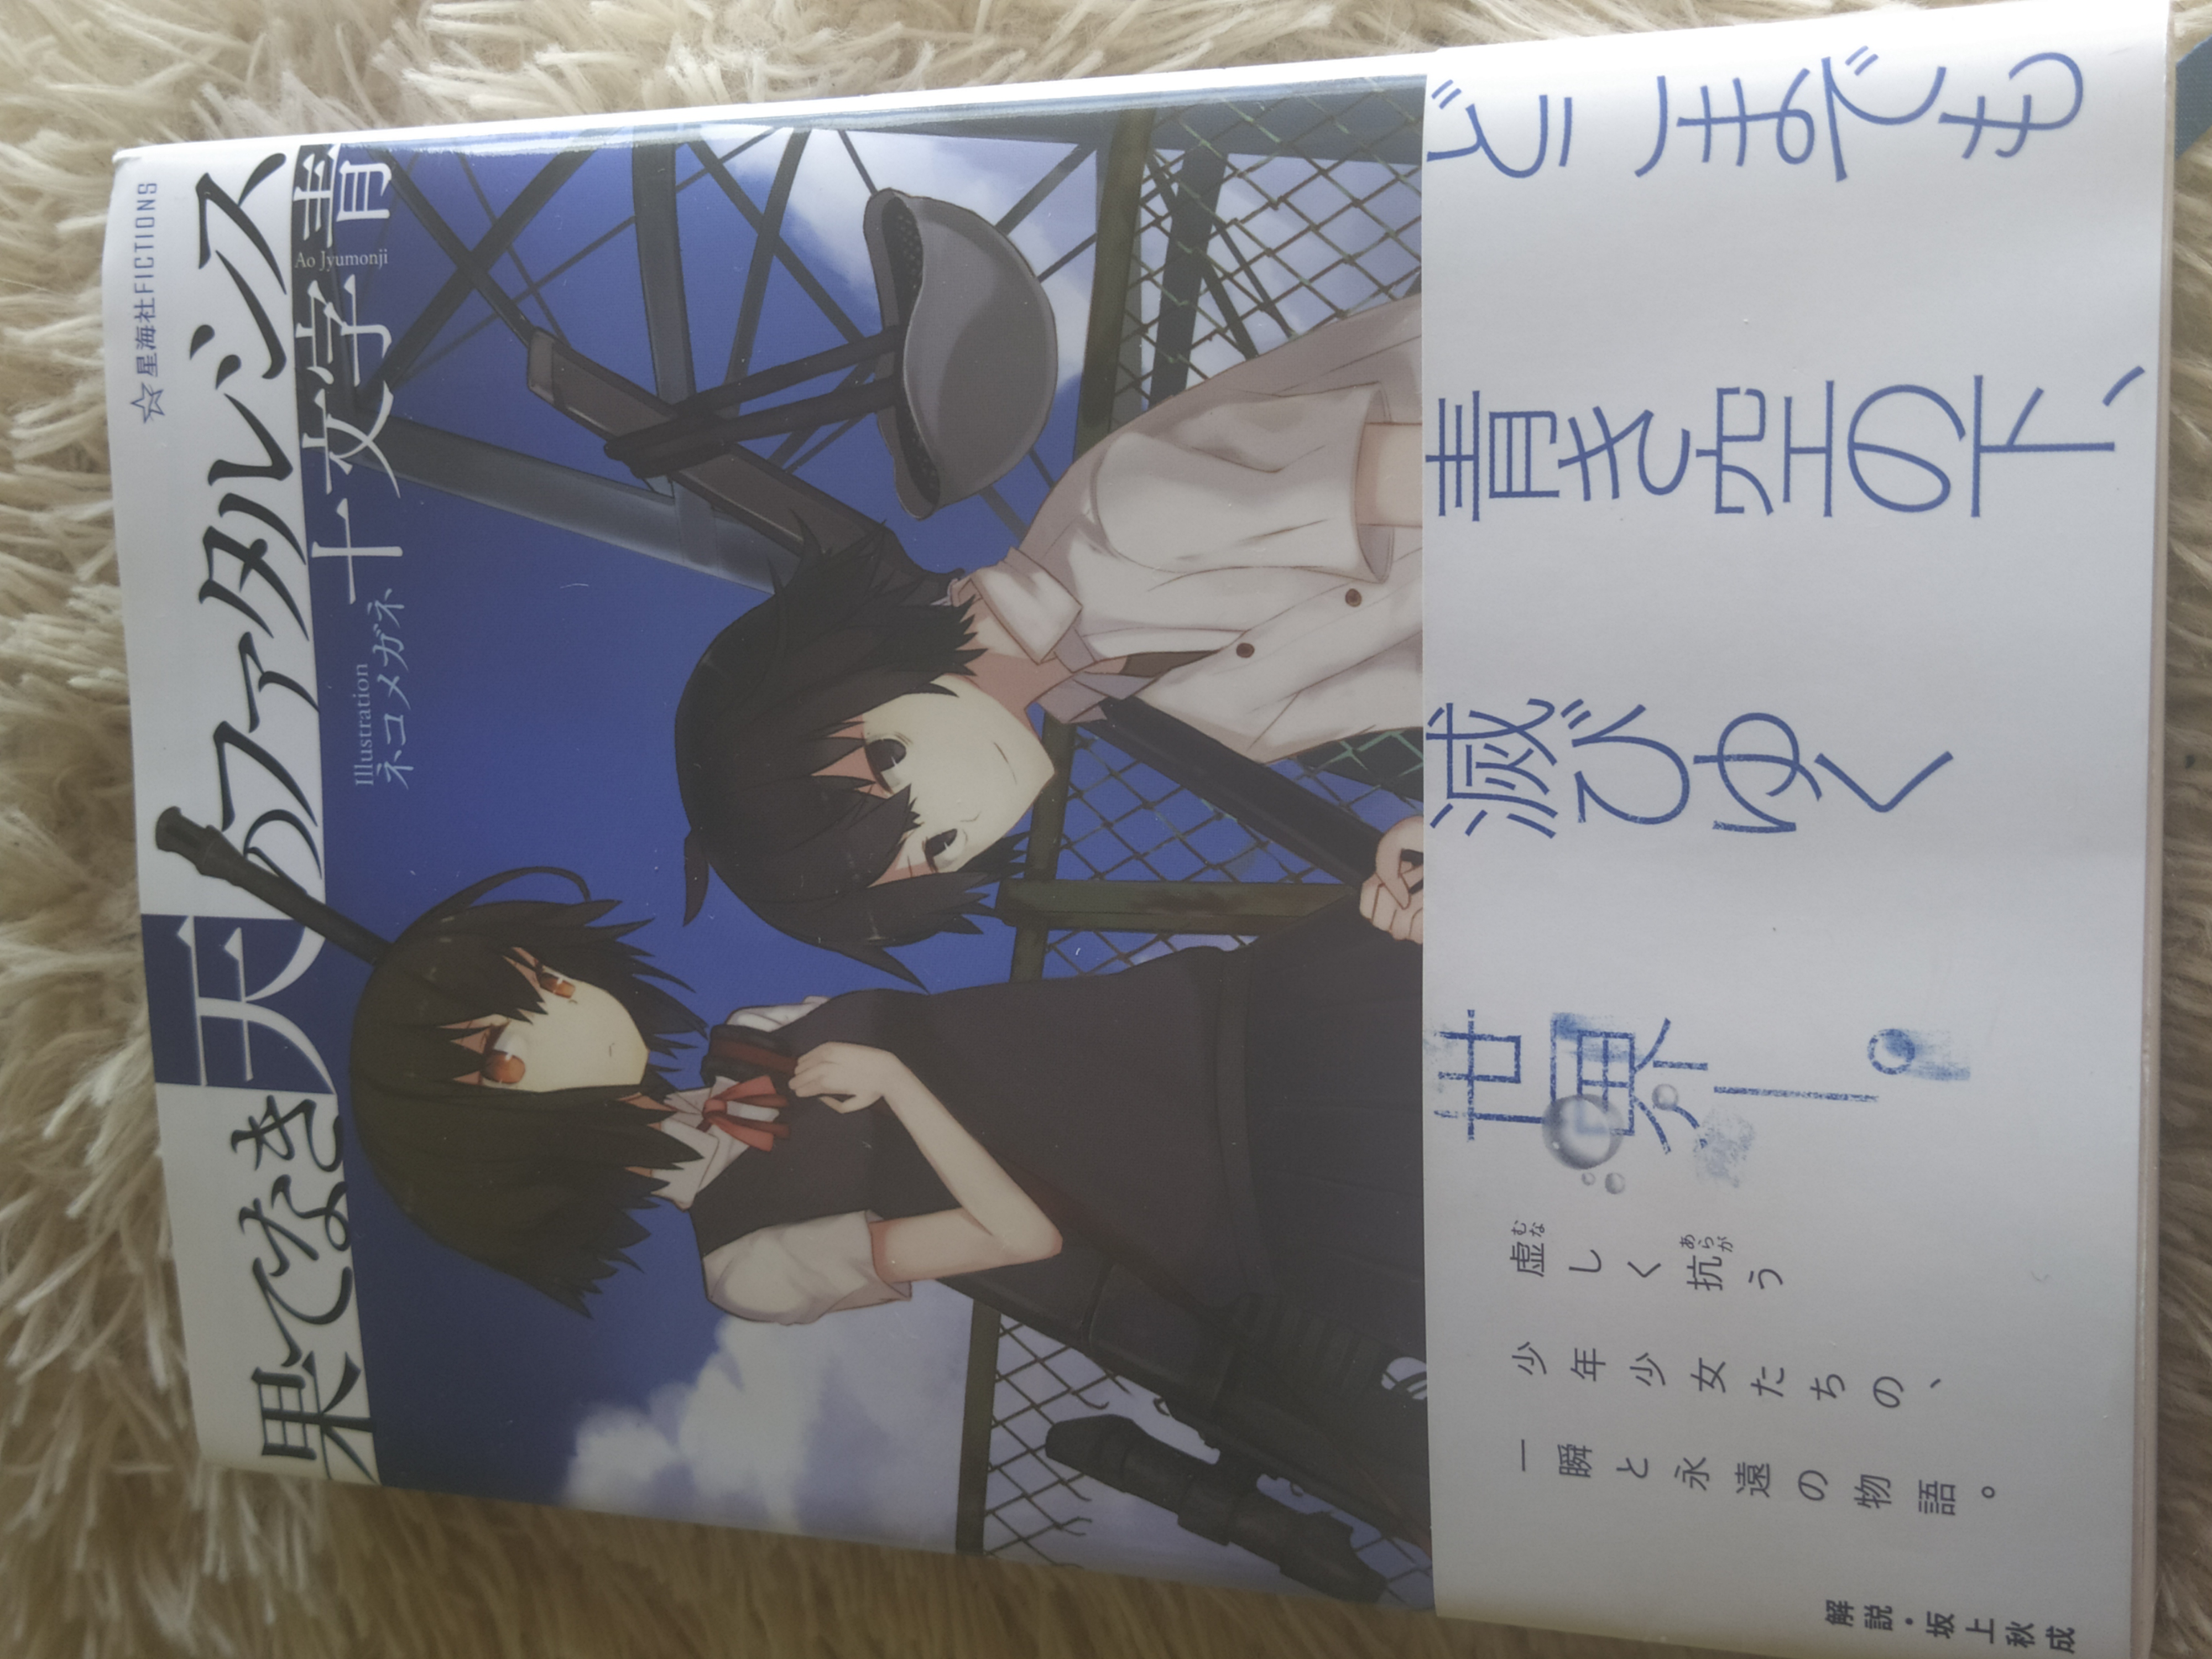 ☆星海社FICTIONS
果てなき天のファタルシス
十文字 青
Ao Jyumonji
Illustration
ネコメガネ
どこまでも
青き空の下、
滅びゆく
世界――。
虚しく抗う
むな
あらが
少年少女たちの、
一瞬と永遠の物語。
解説・坂上秋成